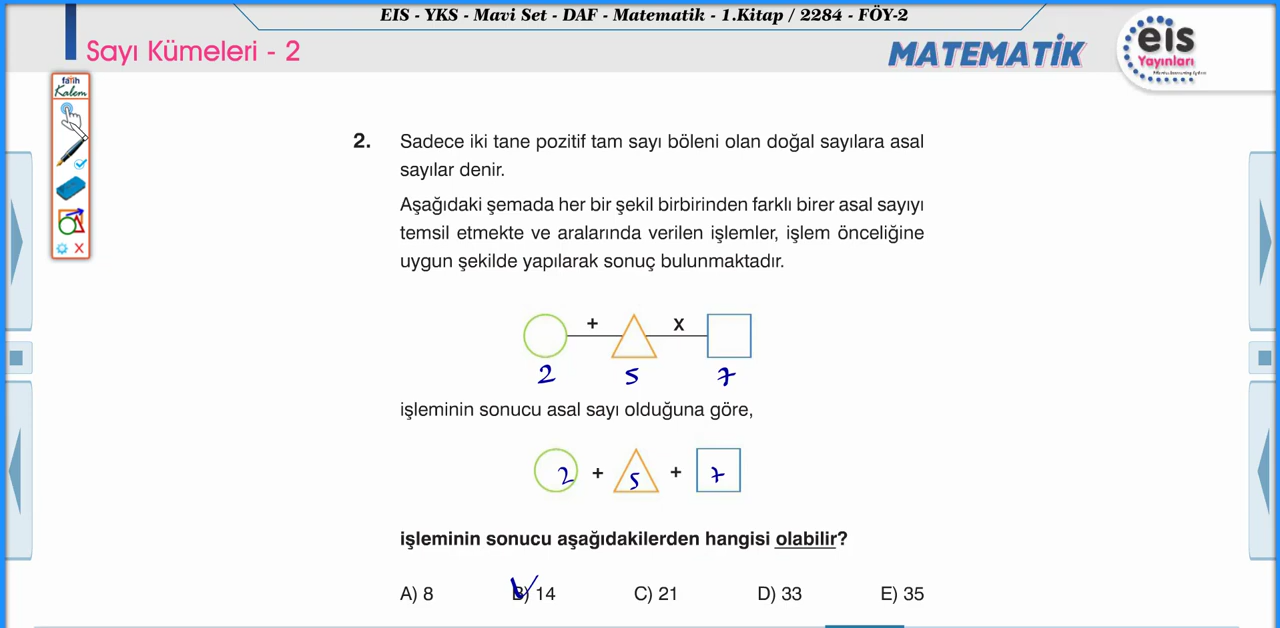 EIS - YKS - Mavi Set - DAF - Matematik - 1.Kitap / 2284 - FÖY-2
Sayı Kümeleri - 2
MATEMATİK
eis
Yayınları
fatih
Kalem
2. Sadece iki tane pozitif tam sayı böleni olan doğal sayılara asal
sayılar denir.
Aşağıdaki şemada her bir şekil birbirinden farklı birer asal sayıyı
temsil etmekte ve aralarında verilen işlemler, işlem önceliğine
uygun şekilde yapılarak sonuç bulunmaktadır.
+ x
2 5 7
işleminin sonucu asal sayı olduğuna göre,
2 + 5 + 7
işleminin sonucu aşağıdakilerden hangisi olabilir?
A) 8 B) 14 C) 21 D) 33 E) 35